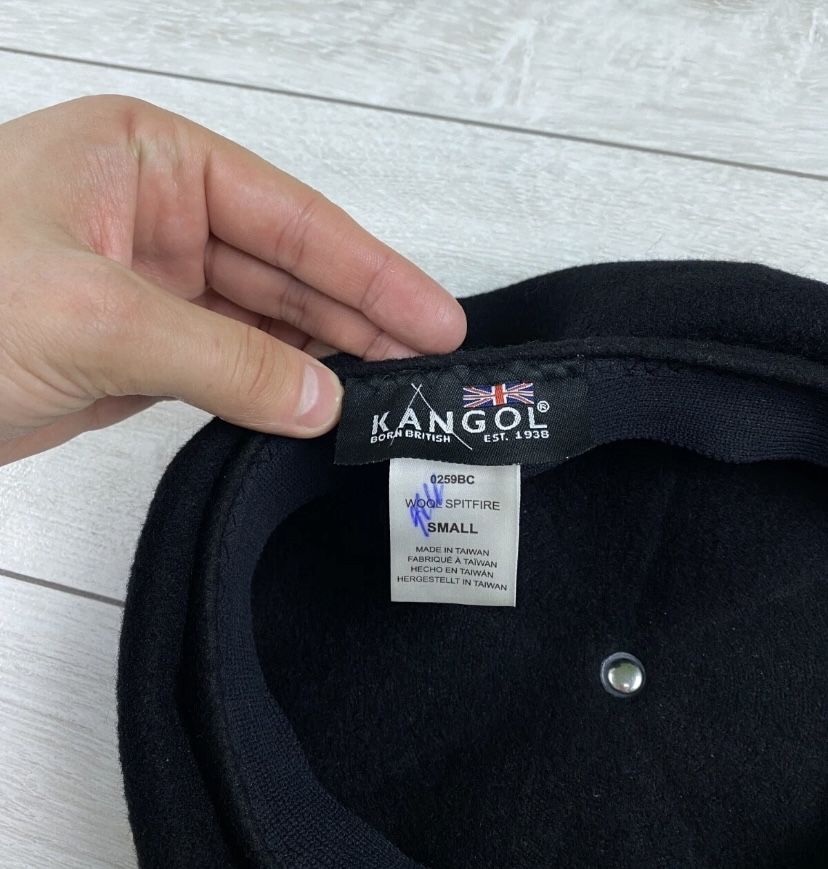 KANGOL®
BORN BRITISH EST. 1938
0259BC
WOOL SPITFIRE
SMALL
MADE IN TAIWAN
FABRIQUÉ À TAIWAN
HECHO EN TAIWÁN
HERGESTELLT IN TAIWAN